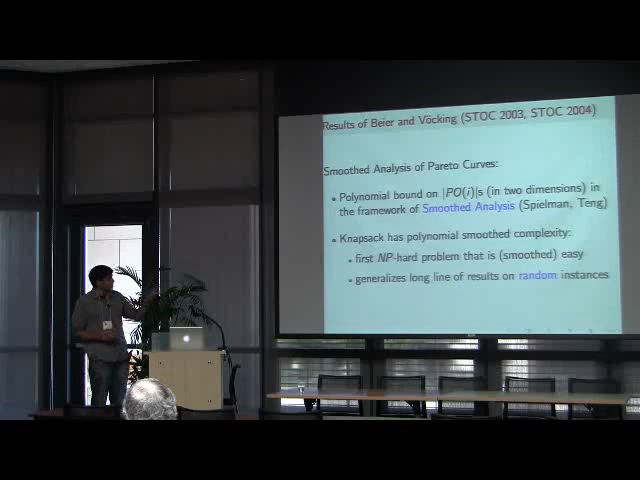 Results of Beier and Vöcking (STOC 2003, STOC 2004)
Smoothed Analysis of Pareto Curves:
Polynomial bound on |PO(i)|s (in two dimensions) in
the framework of Smoothed Analysis (Spielman, Teng)
Knapsack has polynomial smoothed complexity:
first NP-hard problem that is (smoothed) easy
generalizes long line of results on random instances